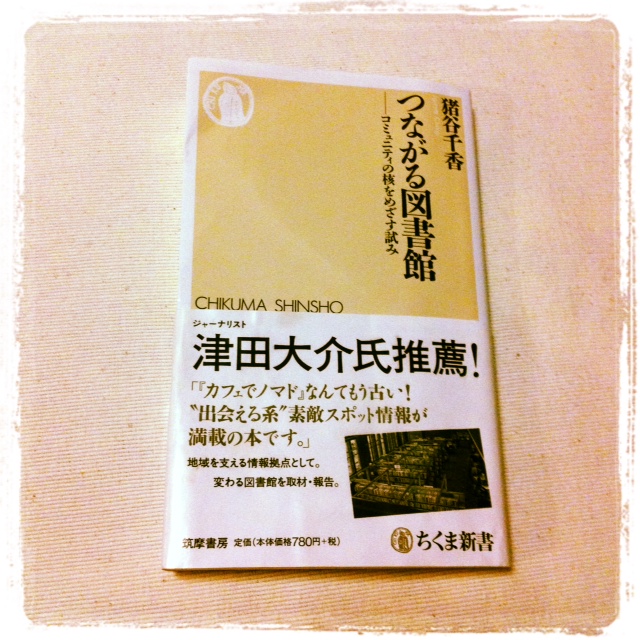 猪谷千香
つながる図書館
──コミュニティの核をめざす試み
CHIKUMA SHINSHO
ジャーナリスト
津田大介氏推薦！
「『カフェでノマド』なんてもう古い！
〝出会える系〟素敵スポット情報が
満載の本です。」
地域を支える情報拠点として。
変わる図書館を取材・報告。
筑摩書房 定価（本体価格780円＋税）
ちくま新書